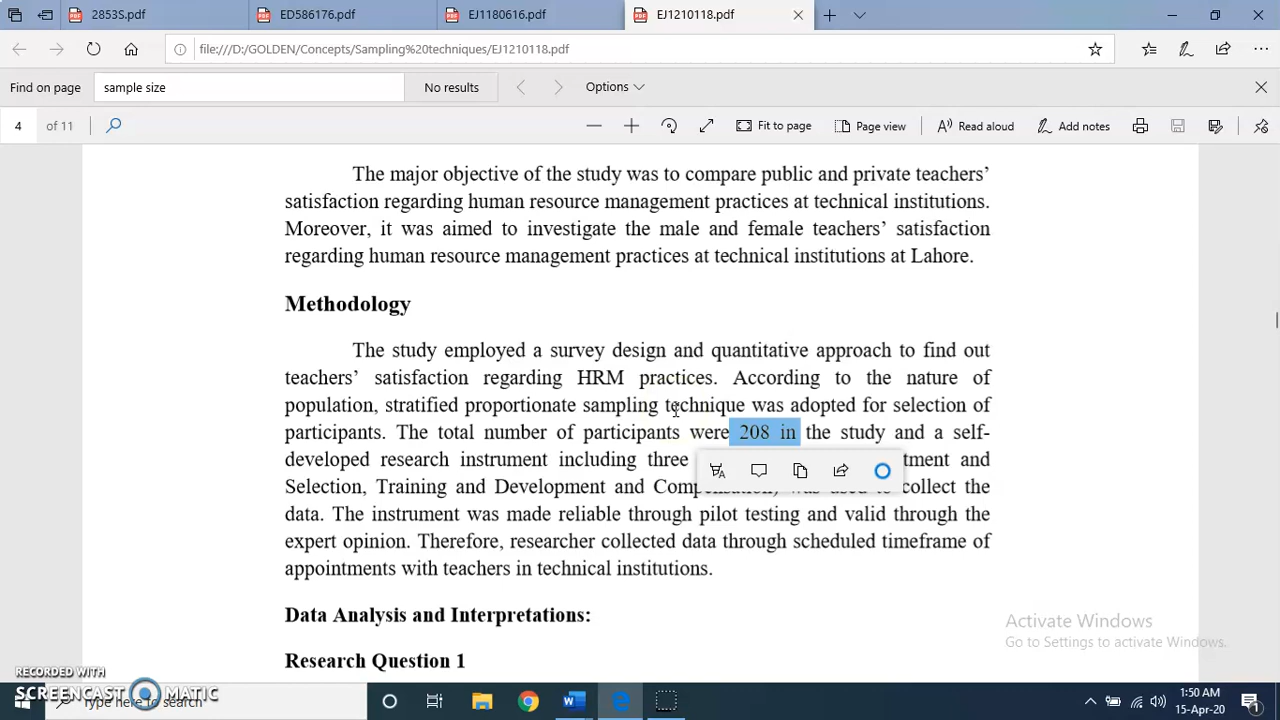 2853S.pdf
ED586176.pdf
EJ1180616.pdf
EJ1210118.pdf
file:///D:/GOLDEN/Concepts/Sampling%20techniques/EJ1210118.pdf
Find on page
sample size
No results
Options
4
of 11
Fit to page
Page view
Read aloud
Add notes
The major objective of the study was to compare public and private teachers’
satisfaction regarding human resource management practices at technical institutions.
Moreover, it was aimed to investigate the male and female teachers’ satisfaction
regarding human resource management practices at technical institutions at Lahore.
Methodology
The study employed a survey design and quantitative approach to find out
teachers’ satisfaction regarding HRM practices. According to the nature of
population, stratified proportionate sampling technique was adopted for selection of
participants. The total number of participants were 208 in the study and a self-
developed research instrument including three
Selection, Training and Development and was used to collect the
data. The instrument was made reliable through pilot testing and valid through the
expert opinion. Therefore, researcher collected data through scheduled timeframe of
appointments with teachers in technical institutions.
Data Analysis and Interpretations:
Research Question 1
Activate Windows
Go to Settings to activate Windows.
RECORDED WITH
SCREENCAST MATIC
Type here to search
1:50 AM
15-Apr-20